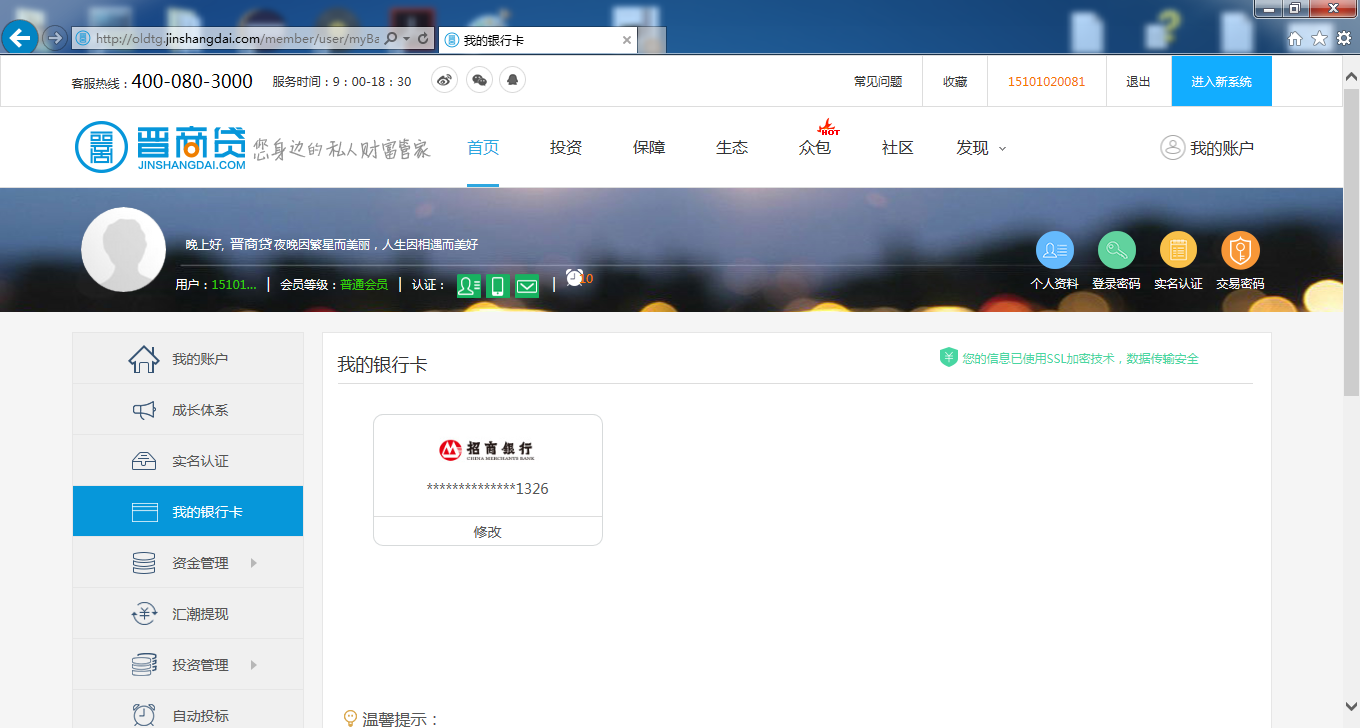 http://oldtg.jinshangdai.com/member/user/myBa
我的银行卡
客服热线：400-080-3000 服务时间：9：00-18：30
常见问题 收藏 15101020081 退出 进入新系统
晋商贷 JINSHANGDAI.COM 您身边的私人财富管家
首页 投资 保障 生态 众包 HOT 社区 发现 我的账户
晚上好, 晋商贷夜晚因繁星而美丽，人生因相遇而美好
用户：15101... | 会员等级：普通会员 | 认证： | 10
个人资料 登录密码 实名认证 交易密码
我的账户
成长体系
实名认证
我的银行卡
资金管理
汇潮提现
投资管理
自动投标
我的银行卡
您的信息已使用SSL加密技术，数据传输安全
招商银行
CHINA MERCHANTS BANK
**************1326
修改
温馨提示：